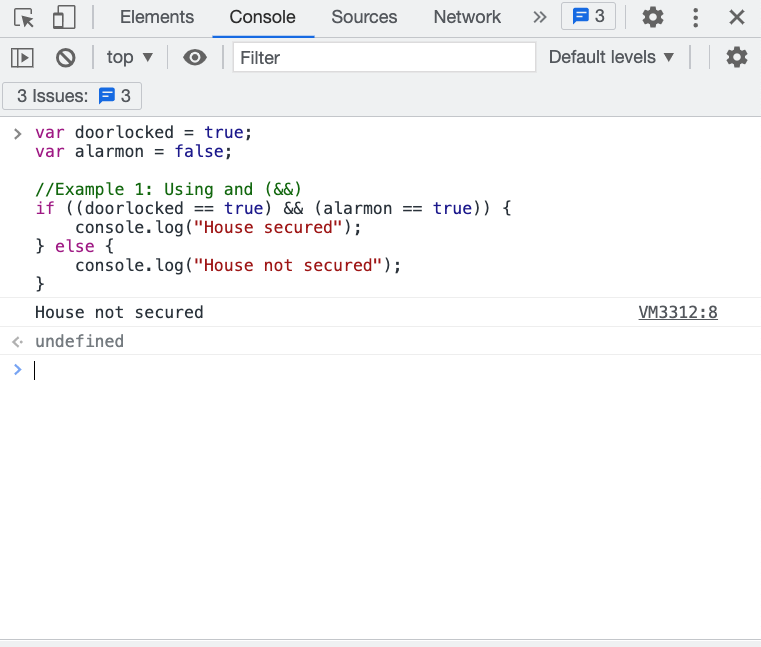 Elements Console Sources Network » 3
top ▼ Filter Default levels ▼
3 Issues: 3
> var doorlocked = true;
var alarmon = false;
//Example 1: Using and (&&)
if ((doorlocked == true) && (alarmon == true)) {
    console.log("House secured");
} else {
    console.log("House not secured");
}
House not secured VM3312:8
undefined
>